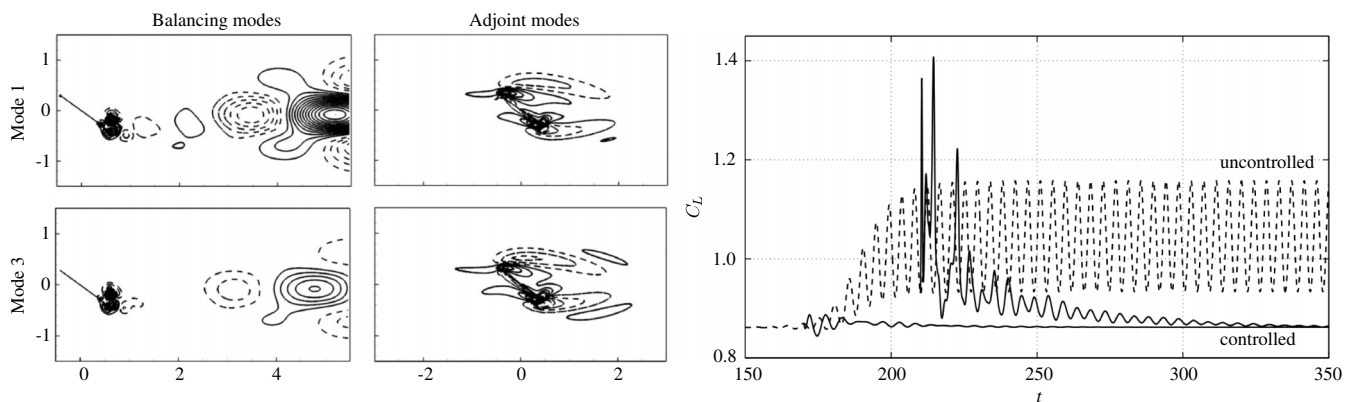 Balancing modes
Adjoint modes
Mode 1
1
0
-1
Mode 3
1
0
-1
0
2
4
-2
0
2
C_L
1.4
1.2
1.0
0.8
uncontrolled
controlled
150
200
250
300
350
t